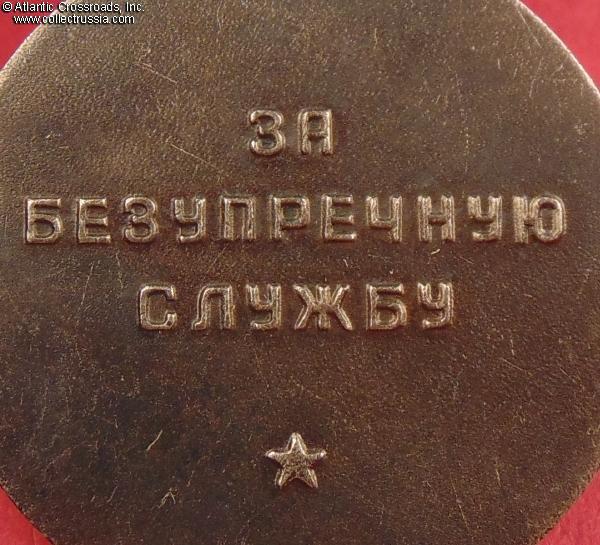 © Atlantic Crossroads, Inc.
www.collectrussia.com
ЗА
БЕЗУПРЕЧНУЮ
СЛУЖБУ